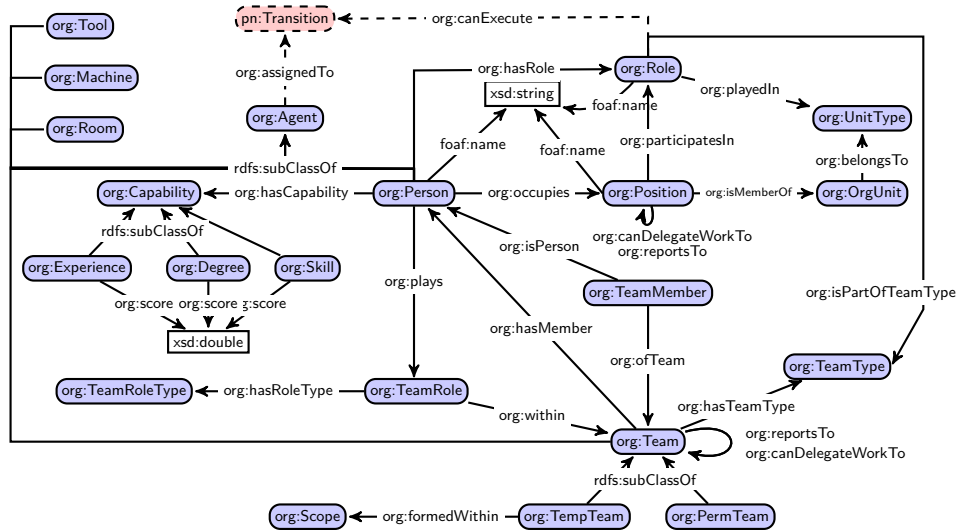 org:Tool
pn:Transition
org:canExecute
org:Machine
org:assignedTo
org:hasRole
org:Role
xsd:string
org:playedIn
foaf:name
org:Agent
org:UnitType
org:Room
foaf:name
org:participatesIn
foaf:name
org:belongsTo
rdfs:subClassOf
org:Capability
org:hasCapability
org:Person
org:occupies
org:Position
org:isMemberOf
org:OrgUnit
rdfs:subClassOf
org:canDelegateWorkTo
org:reportsTo
org:isPerson
org:Experience
org:Degree
org:Skill
org:plays
org:TeamMember
org:isPartOfTeamType
org:score
org:score
g:score
org:hasMember
xsd:double
org:ofTeam
org:TeamType
org:TeamRoleType
org:hasRoleType
org:TeamRole
org:hasTeamType
org:within
org:Team
org:reportsTo
org:canDelegateWorkTo
rdfs:subClassOf
org:Scope
org:formedWithin
org:TempTeam
org:PermTeam